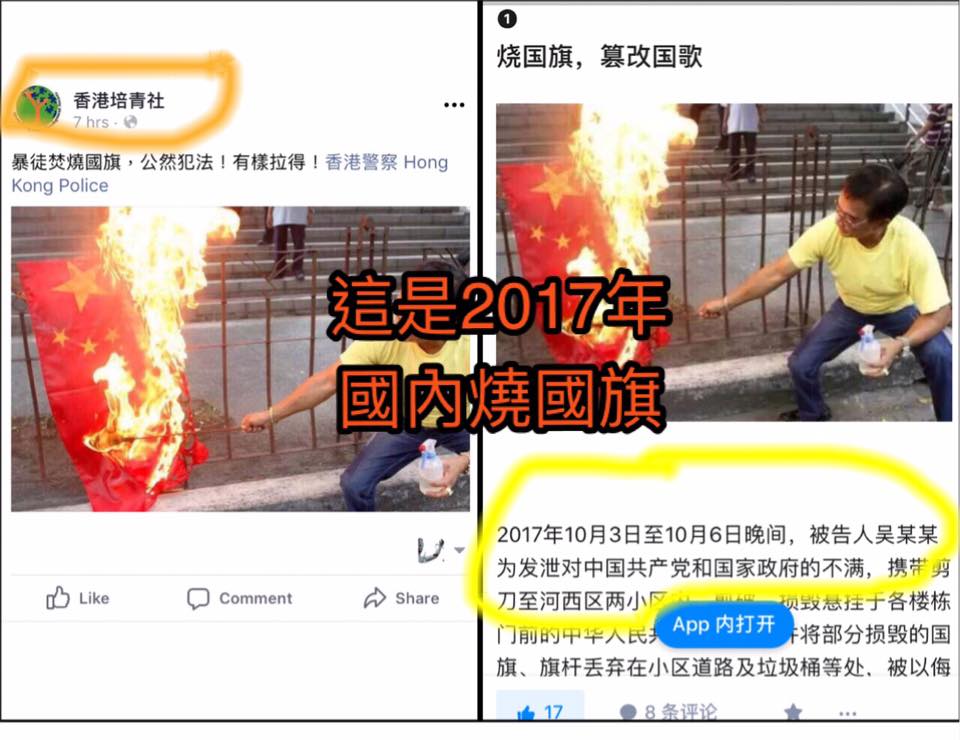 香港培青社
7 hrs ·
暴徒焚燒國旗，公然犯法！有樣拉得！香港警察 Hong
Kong Police
Like
Comment
Share
這是2017年
國內燒國旗
1
烧国旗，篡改国歌
2017年10月3日至10月6日晚间，被告人吴某某
为发泄对中国共产党和国家政府的不满，携带剪
刀至河西区两小区内，剪破、损毁悬挂于各楼栋
门前的中华人民共
并将部分损毁的国
旗、旗杆丢弃在小区道路及垃圾桶等处，被以侮
App 内打开
17
8 条评论